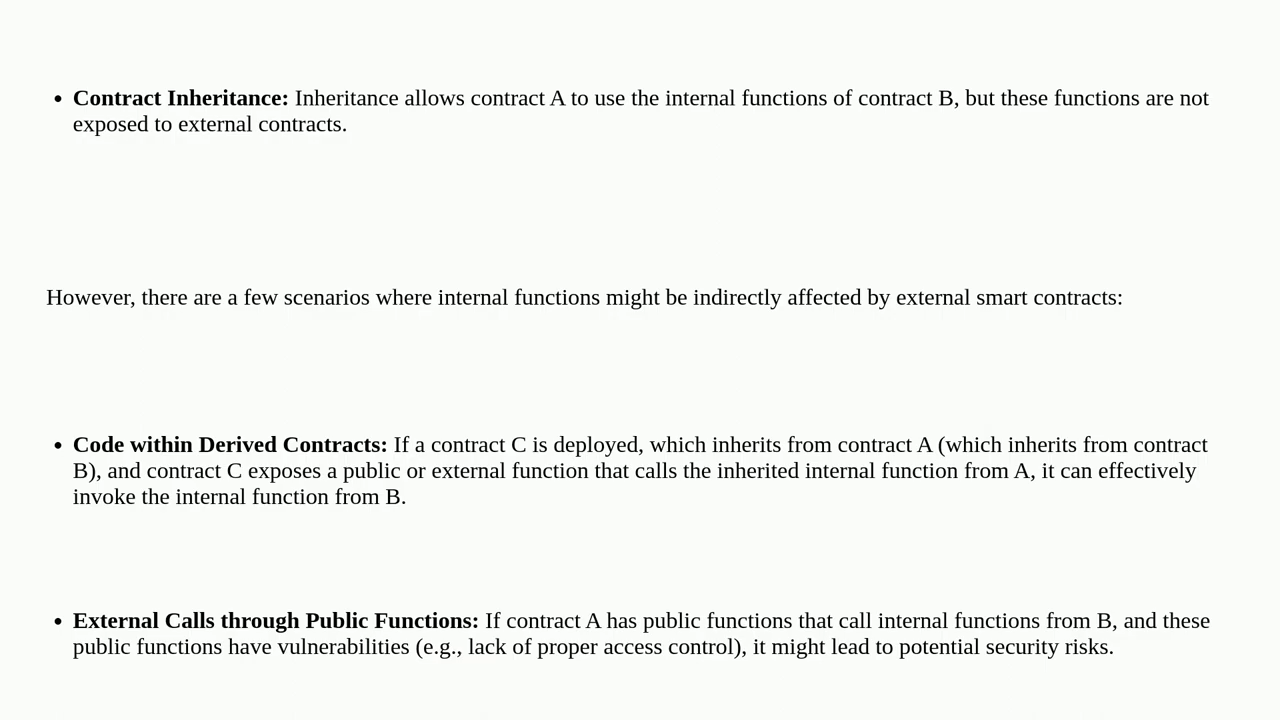 • Contract Inheritance: Inheritance allows contract A to use the internal functions of contract B, but these functions are not
exposed to external contracts.
However, there are a few scenarios where internal functions might be indirectly affected by external smart contracts:
• Code within Derived Contracts: If a contract C is deployed, which inherits from contract A (which inherits from contract
B), and contract C exposes a public or external function that calls the inherited internal function from A, it can effectively
invoke the internal function from B.
• External Calls through Public Functions: If contract A has public functions that call internal functions from B, and these
public functions have vulnerabilities (e.g., lack of proper access control), it might lead to potential security risks.